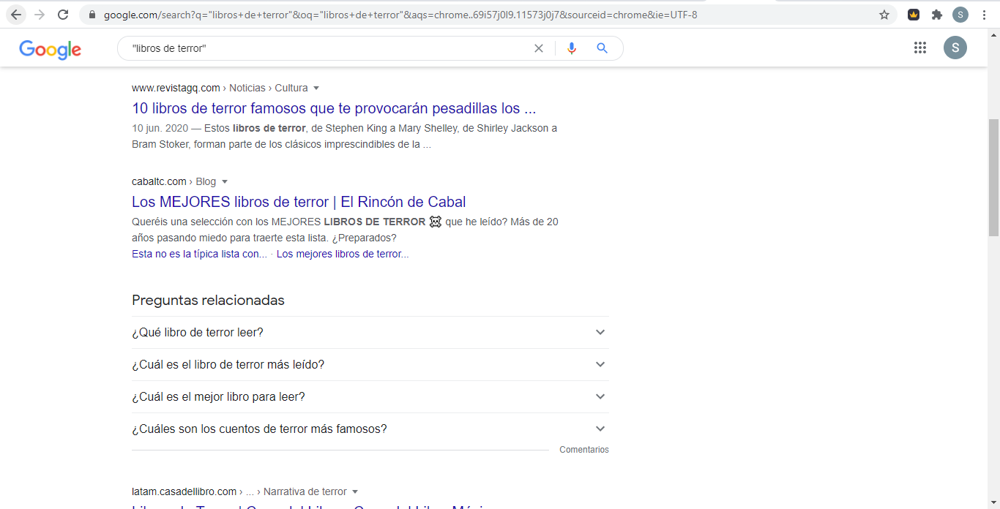 google.com/search?q="libros+de+terror"&oq="libros+de+terror"&aqs=chrome..69i57j0l9.11573j0j7&sourceid=chrome&ie=UTF-8
S
Google
"libros de terror"
S
www.revistagq.com › Noticias › Cultura
10 libros de terror famosos que te provocarán pesadillas los ...
10 jun. 2020 — Estos libros de terror, de Stephen King a Mary Shelley, de Shirley Jackson a
Bram Stoker, forman parte de los clásicos imprescindibles de la ...
cabaltc.com › Blog
Los MEJORES libros de terror | El Rincón de Cabal
Queréis una selección con los MEJORES LIBROS DE TERROR ☠️ que he leído? Más de 20
años pasando miedo para traerte esta lista. ¿Preparados?
Esta no es la típica lista con... · Los mejores libros de terror...
Preguntas relacionadas
¿Qué libro de terror leer?
¿Cuál es el libro de terror más leído?
¿Cuál es el mejor libro para leer?
¿Cuáles son los cuentos de terror más famosos?
Comentarios
latam.casadellibro.com › ... › Narrativa de terror